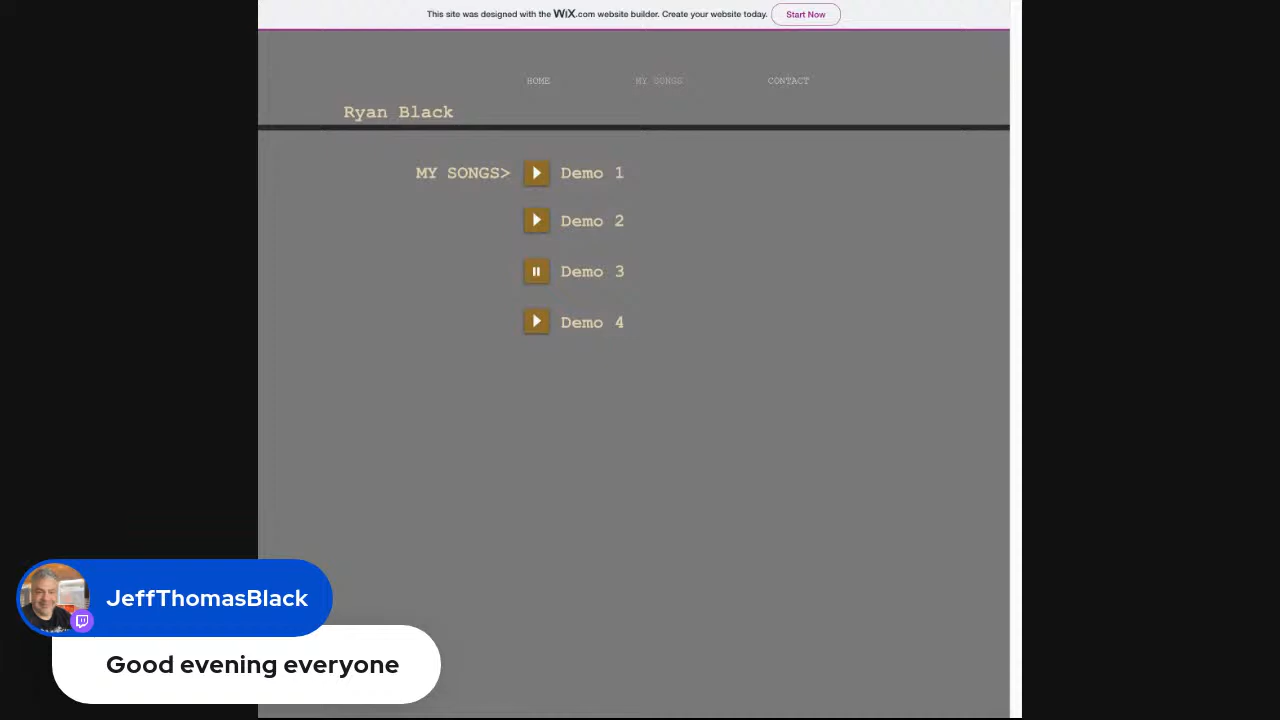 This site was designed with the WiX.com website builder. Create your website today. Start Now
HOME MY SONGS CONTACT
Ryan Black
MY SONGS> Demo 1
Demo 2
Demo 3
Demo 4
JeffThomasBlack
Good evening everyone